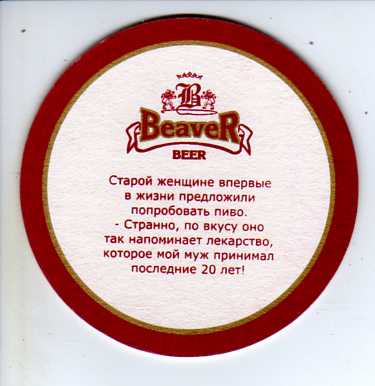 B
BeaveR
BEER
Старой женщине впервые
в жизни предложили
попробовать пиво.
- Странно, по вкусу оно
так напоминает лекарство,
которое мой муж принимал
последние 20 лет!